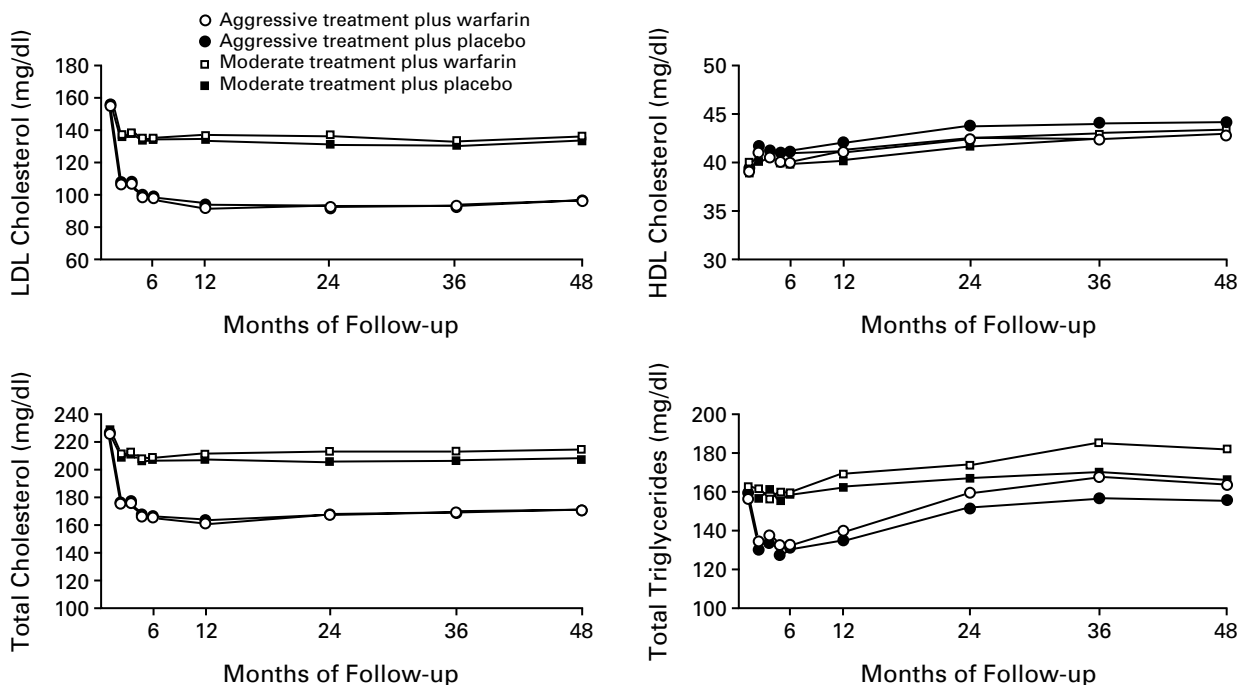 Aggressive treatment plus warfarin
Aggressive treatment plus placebo
Moderate treatment plus warfarin
Moderate treatment plus placebo
LDL Cholesterol (mg/dl)
180
160
140
120
100
80
60
6 12 24 36 48
Months of Follow-up
HDL Cholesterol (mg/dl)
50
45
40
35
30
6 12 24 36 48
Months of Follow-up
Total Cholesterol (mg/dl)
240
220
200
180
160
140
120
100
6 12 24 36 48
Months of Follow-up
Total Triglycerides (mg/dl)
200
180
160
140
120
100
6 12 24 36 48
Months of Follow-up